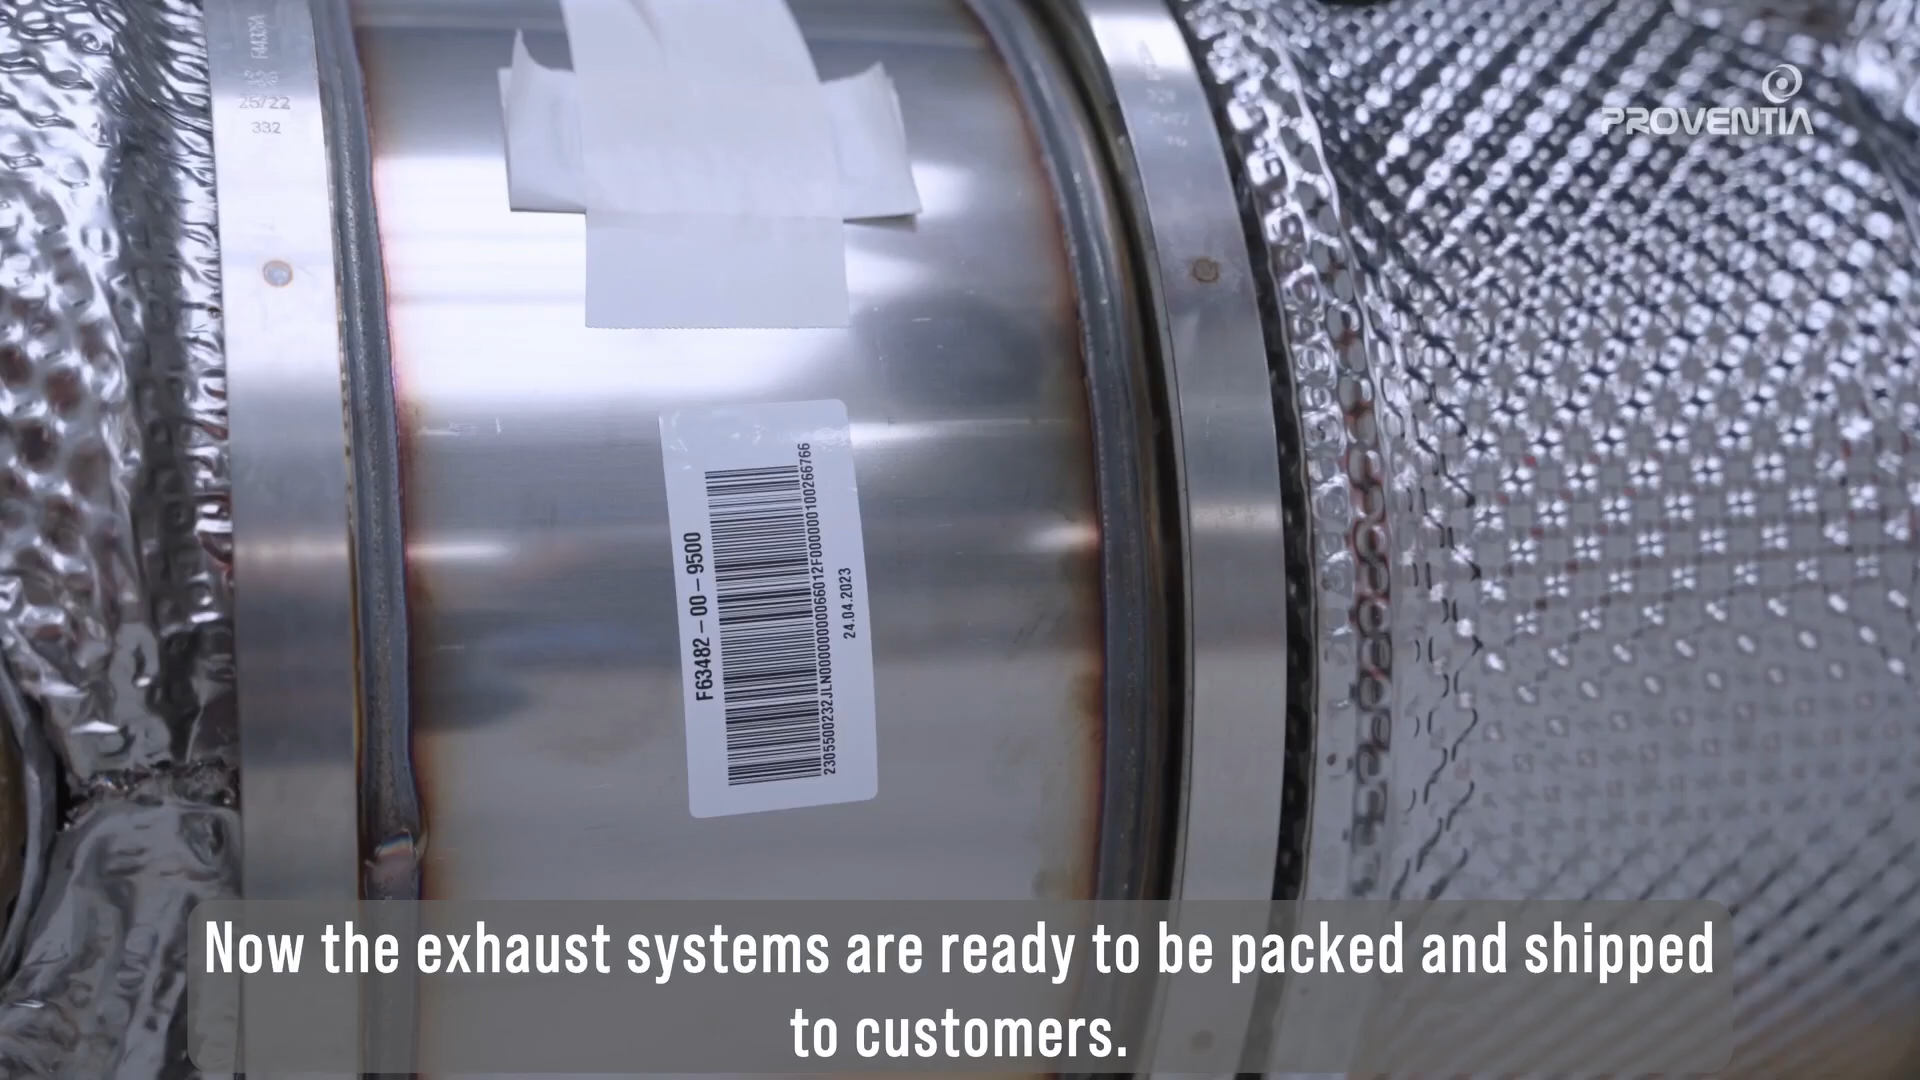 25/22
332
PROVENTIA
F63482-00-9500
2305500232JLN00000000066012F000000100266766
24.04.2023
Now the exhaust systems are ready to be packed and shipped
to customers.